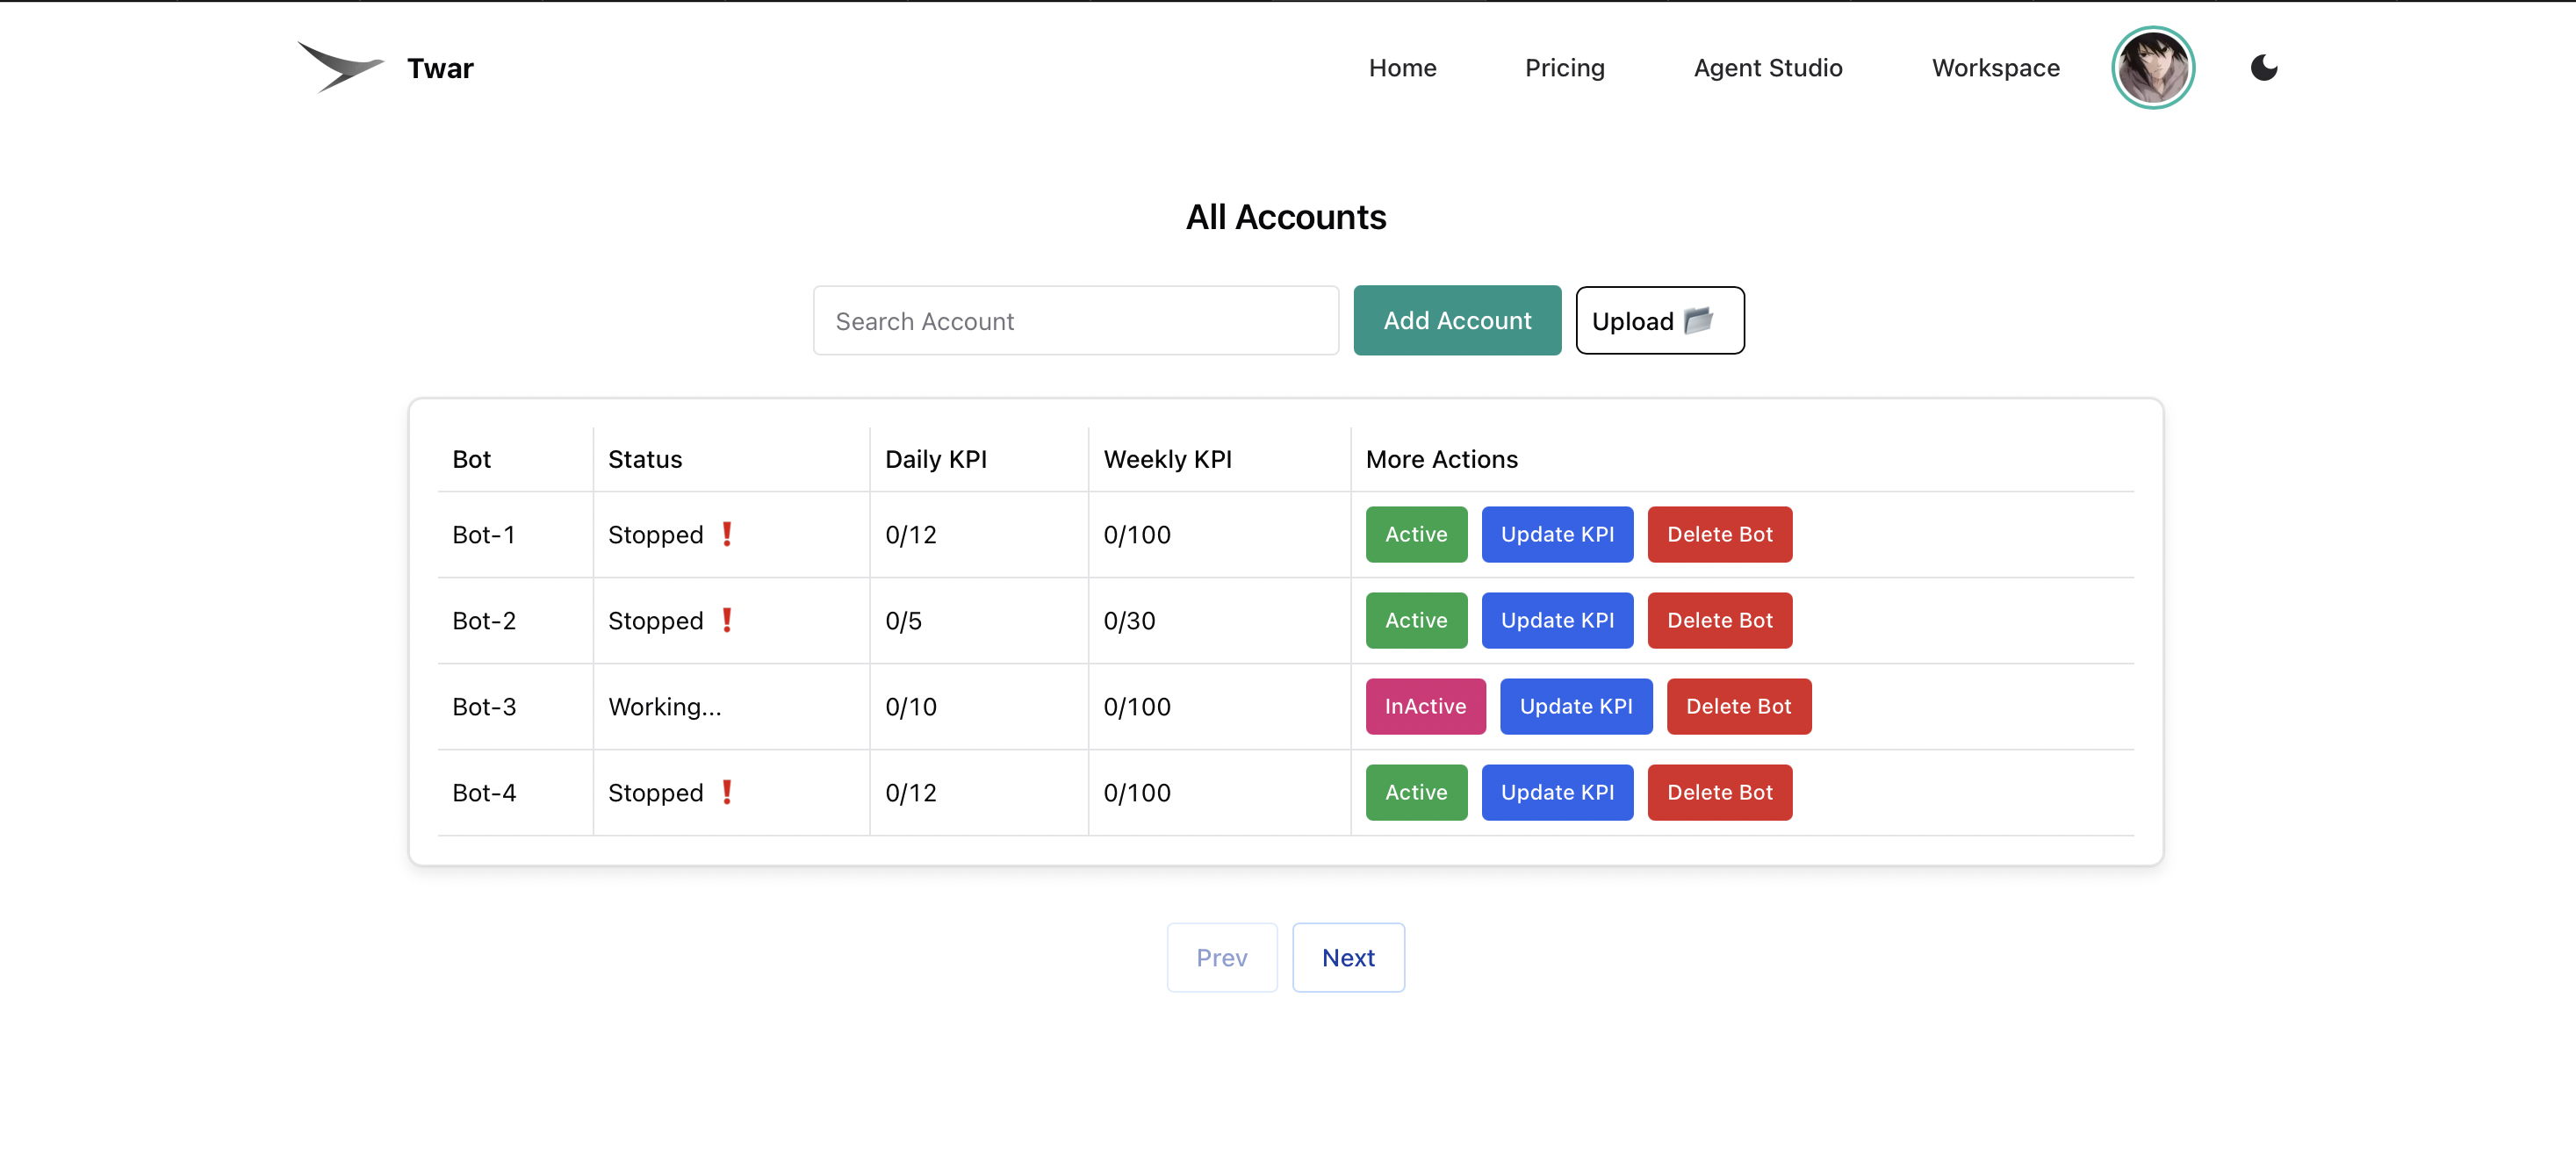 Twar Home Pricing Agent Studio Workspace
All Accounts
Search Account Add Account Upload
Bot Status Daily KPI Weekly KPI More Actions
Bot-1 Stopped ❗ 0/12 0/100 Active Update KPI Delete Bot
Bot-2 Stopped ❗ 0/5 0/30 Active Update KPI Delete Bot
Bot-3 Working... 0/10 0/100 InActive Update KPI Delete Bot
Bot-4 Stopped ❗ 0/12 0/100 Active Update KPI Delete Bot
Prev Next